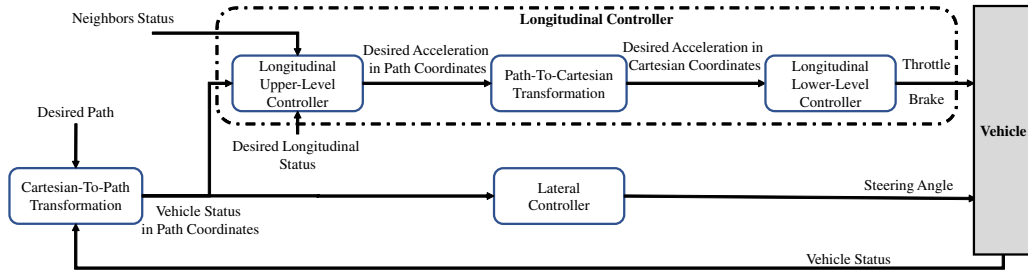 Neighbors Status
Longitudinal Controller
Longitudinal
Upper-Level
Controller
Desired Acceleration
in Path Coordinates
Path-To-Cartesian
Transformation
Desired Acceleration in
Cartesian Coordinates
Longitudinal
Lower-Level
Controller
Throttle
Brake
Vehicle
Desired Path
Desired Longitudinal
Status
Cartesian-To-Path
Transformation
Vehicle Status
in Path Coordinates
Lateral
Controller
Steering Angle
Vehicle Status